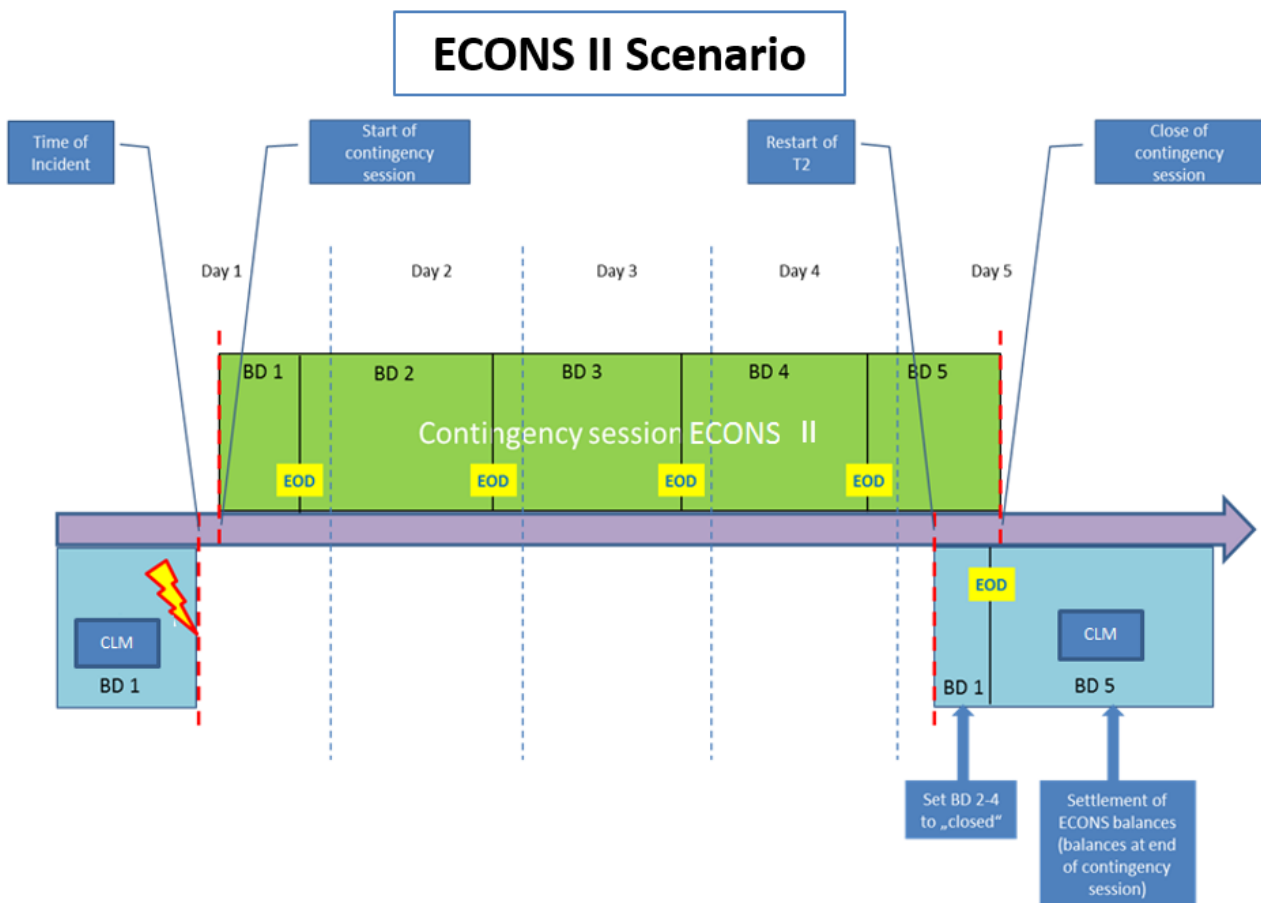 ECONS II Scenario
Time of
Incident
Start of
contingency
session
Restart of
T2
Close of
contingency
session
Day 1
Day 2
Day 3
Day 4
Day 5
BD 1
BD 2
BD 3
BD 4
BD 5
Contingency session ECONS II
EOD
EOD
EOD
EOD
CLM
BD 1
EOD
CLM
BD 1
BD 5
Set BD 2-4
to „closed“
Settlement of
ECONS balances
(balances at end
of contingency
session)